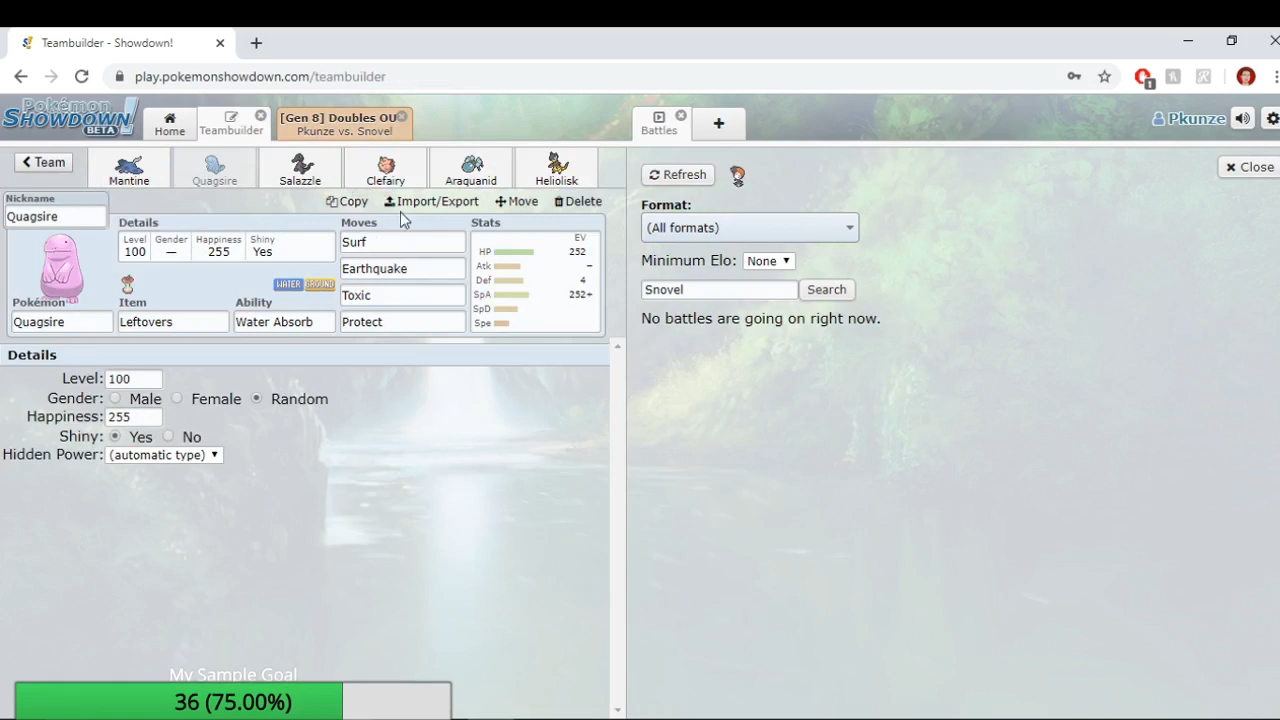 Teambuilder - Showdown!
play.pokemonshowdown.com/teambuilder
1
Pokémon
SHOWDOWN!
BETA
Home
Teambuilder
[Gen 8] Doubles OU
Pkunze vs. Snovel
Battles
Pkunze
Team
Mantine
Quagsire
Salazzle
Clefairy
Araquanid
Heliolisk
Refresh
Close
Nickname
Quagsire
Copy
Import/Export
Move
Delete
Details
Level
100
Gender
—
Happiness
255
Shiny
Yes
WATER GROUND
Pokémon
Quagsire
Item
Leftovers
Ability
Water Absorb
Moves
Surf
Earthquake
Toxic
Protect
Stats
EV
HP 252
Atk –
Def 4
SpA 252+
SpD
Spe
Format:
(All formats)
Minimum Elo: None
Snovel
Search
No battles are going on right now.
Details
Level: 100
Gender: Male Female Random
Happiness: 255
Shiny: Yes No
Hidden Power: (automatic type)
My Sample Goal
36 (75.00%)